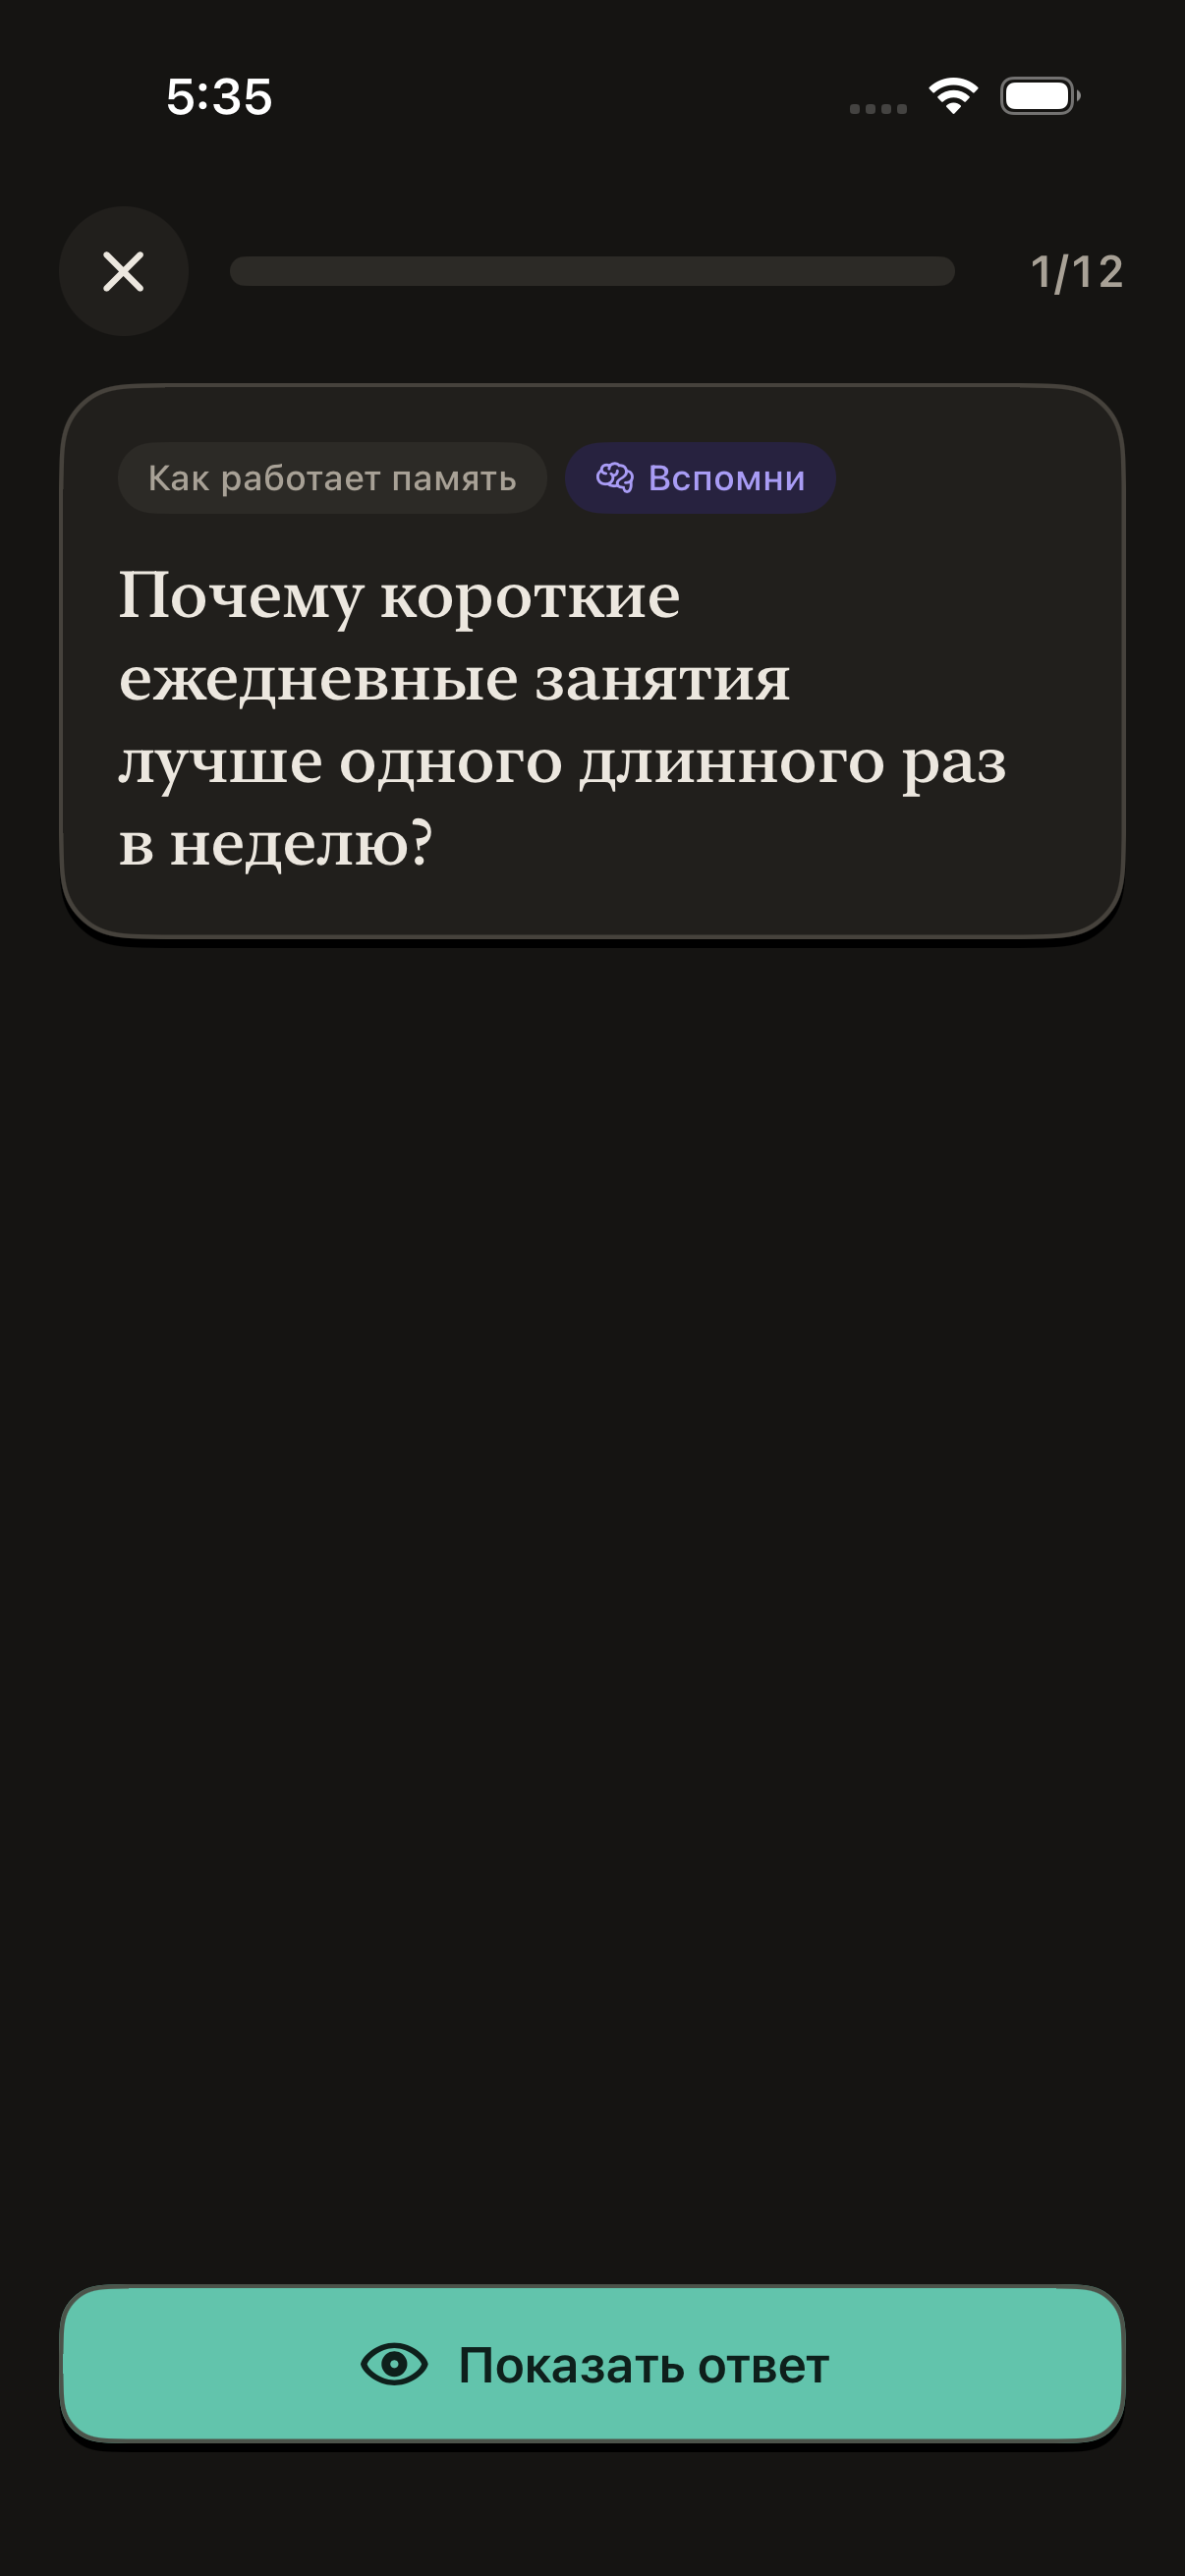 5:35
1/12
Как работает память
Вспомни
Почему короткие
ежедневные занятия
лучше одного длинного раз
в неделю?
Показать ответ